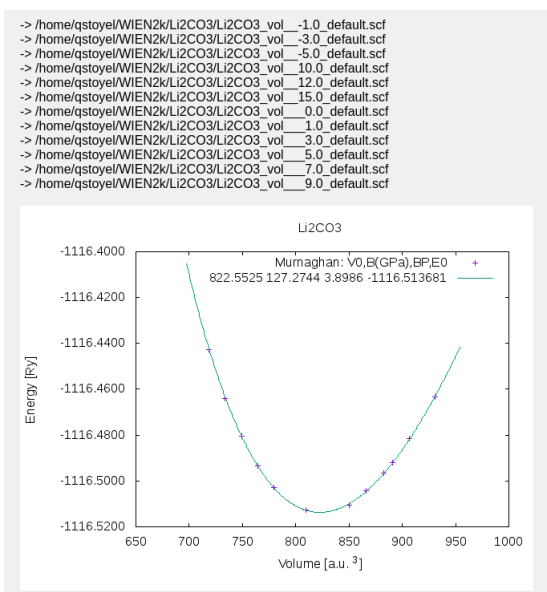 -> /home/qstoyel/WIEN2k/Li2CO3/Li2CO3_vol__-1.0_default.scf
-> /home/qstoyel/WIEN2k/Li2CO3/Li2CO3_vol__-3.0_default.scf
-> /home/qstoyel/WIEN2k/Li2CO3/Li2CO3_vol__-5.0_default.scf
-> /home/qstoyel/WIEN2k/Li2CO3/Li2CO3_vol__10.0_default.scf
-> /home/qstoyel/WIEN2k/Li2CO3/Li2CO3_vol__12.0_default.scf
-> /home/qstoyel/WIEN2k/Li2CO3/Li2CO3_vol__15.0_default.scf
-> /home/qstoyel/WIEN2k/Li2CO3/Li2CO3_vol___0.0_default.scf
-> /home/qstoyel/WIEN2k/Li2CO3/Li2CO3_vol___1.0_default.scf
-> /home/qstoyel/WIEN2k/Li2CO3/Li2CO3_vol___3.0_default.scf
-> /home/qstoyel/WIEN2k/Li2CO3/Li2CO3_vol___5.0_default.scf
-> /home/qstoyel/WIEN2k/Li2CO3/Li2CO3_vol___7.0_default.scf
-> /home/qstoyel/WIEN2k/Li2CO3/Li2CO3_vol___9.0_default.scf
Li2CO3
Murnaghan: V0,B(GPa),BP,E0
822.5525 127.2744 3.8986 -1116.513681
-1116.4000
-1116.4200
-1116.4400
-1116.4600
-1116.4800
-1116.5000
-1116.5200
Energy [Ry]
650 700 750 800 850 900 950 1000
Volume [a.u. ³]